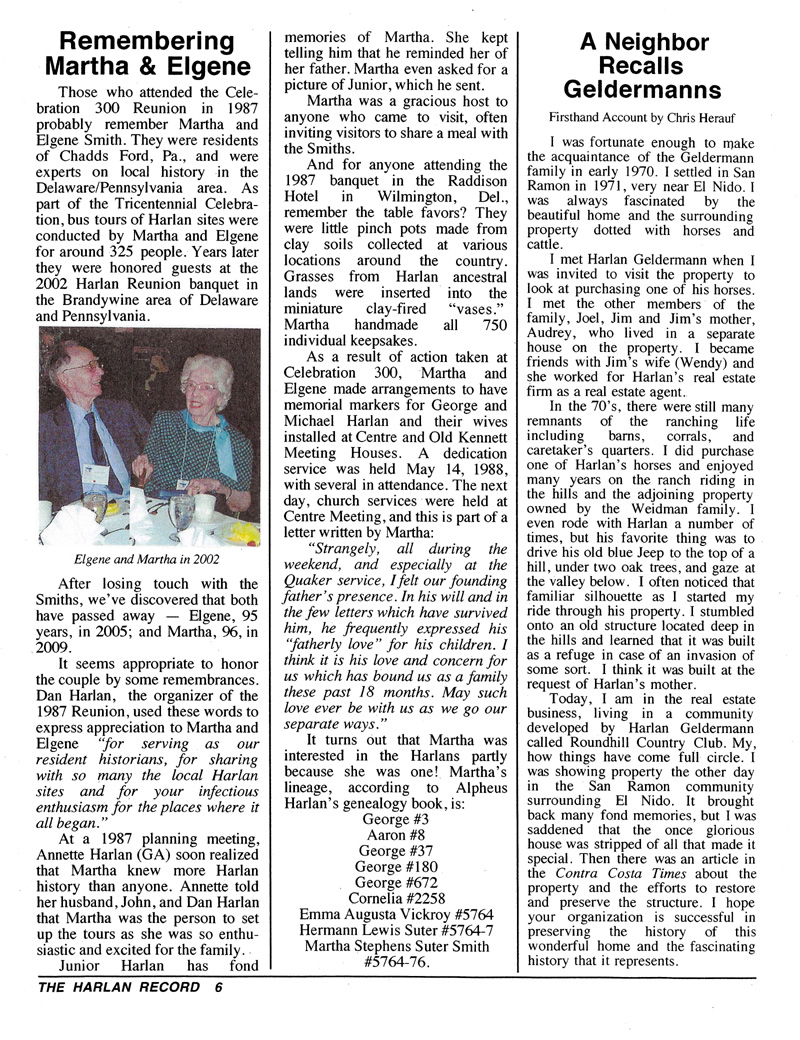 Remembering
Martha & Elgene
Those who attended the Cele-
bration 300 Reunion in 1987
probably remember Martha and
Elgene Smith. They were residents
of Chadds Ford, Pa., and were
experts on local history in the
Delaware/Pennsylvania area. As
part of the Tricentennial Celebra-
tion, bus tours of Harlan sites were
conducted by Martha and Elgene
for around 325 people. Years later
they were honored guests at the
2002 Harlan Reunion banquet in
the Brandywine area of Delaware
and Pennsylvania.
Elgene and Martha in 2002
After losing touch with the
Smiths, we've discovered that both
have passed away — Elgene, 95
years, in 2005; and Martha, 96, in
2009.
It seems appropriate to honor
the couple by some remembrances.
Dan Harlan, the organizer of the
1987 Reunion, used these words to
express appreciation to Martha and
Elgene "for serving as our
resident historians, for sharing
with so many the local Harlan
sites and for your infectious
enthusiasm for the places where it
all began."
At a 1987 planning meeting,
Annette Harlan (GA) soon realized
that Martha knew more Harlan
history than anyone. Annette told
her husband, John, and Dan Harlan
that Martha was the person to set
up the tours as she was so enthu-
siastic and excited for the family.
Junior Harlan has fond
memories of Martha. She kept
telling him that he reminded her of
her father. Martha even asked for a
picture of Junior, which he sent.
Martha was a gracious host to
anyone who came to visit, often
inviting visitors to share a meal with
the Smiths.
And for anyone attending the
1987 banquet in the Raddison
Hotel in Wilmington, Del.,
remember the table favors? They
were little pinch pots made from
clay soils collected at various
locations around the country.
Grasses from Harlan ancestral
lands were inserted into the
miniature clay-fired "vases."
Martha handmade all 750
individual keepsakes.
As a result of action taken at
Celebration 300, Martha and
Elgene made arrangements to have
memorial markers for George and
Michael Harlan and their wives
installed at Centre and Old Kennett
Meeting Houses. A dedication
service was held May 14, 1988,
with several in attendance. The next
day, church services were held at
Centre Meeting, and this is part of a
letter written by Martha:
"Strangely, all during the
weekend, and especially at the
Quaker service, I felt our founding
father's presence. In his will and in
the few letters which have survived
him, he frequently expressed his
"fatherly love" for his children. I
think it is his love and concern for
us which has bound us as a family
these past 18 months. May such
love ever be with us as we go our
separate ways."
It turns out that Martha was
interested in the Harlans partly
because she was one! Martha's
lineage, according to Alpheus
Harlan's genealogy book, is:
George #3
Aaron #8
George #37
George #180
George #672
Cornelia #2258
Emma Augusta Vickroy #5764
Hermann Lewis Suter #5764-7
Martha Stephens Suter Smith
#5764-76.
A Neighbor
Recalls
Geldermanns
Firsthand Account by Chris Herauf
I was fortunate enough to make
the acquaintance of the Geldermann
family in early 1970. I settled in San
Ramon in 1971, very near El Nido. I
was always fascinated by the
beautiful home and the surrounding
property dotted with horses and
cattle.
I met Harlan Geldermann when I
was invited to visit the property to
look at purchasing one of his horses.
I met the other members of the
family, Joel, Jim and Jim's mother,
Audrey, who lived in a separate
house on the property. I became
friends with Jim's wife (Wendy) and
she worked for Harlan's real estate
firm as a real estate agent.
In the 70's, there were still many
remnants of the ranching life
including barns, corrals, and
caretaker's quarters. I did purchase
one of Harlan's horses and enjoyed
many years on the ranch riding in
the hills and the adjoining property
owned by the Weidman family. I
even rode with Harlan a number of
times, but his favorite thing was to
drive his old blue Jeep to the top of a
hill, under two oak trees, and gaze at
the valley below. I often noticed that
familiar silhouette as I started my
ride through his property. I stumbled
onto an old structure located deep in
the hills and learned that it was built
as a refuge in case of an invasion of
some sort. I think it was built at the
request of Harlan's mother.
Today, I am in the real estate
business, living in a community
developed by Harlan Geldermann
called Roundhill Country Club. My,
how things have come full circle. I
was showing property the other day
in the San Ramon community
surrounding El Nido. It brought
back many fond memories, but I was
saddened that the once glorious
house was stripped of all that made it
special. Then there was an article in
the Contra Costa Times about the
property and the efforts to restore
and preserve the structure. I hope
your organization is successful in
preserving the history of this
wonderful home and the fascinating
history that it represents.
THE HARLAN RECORD 6